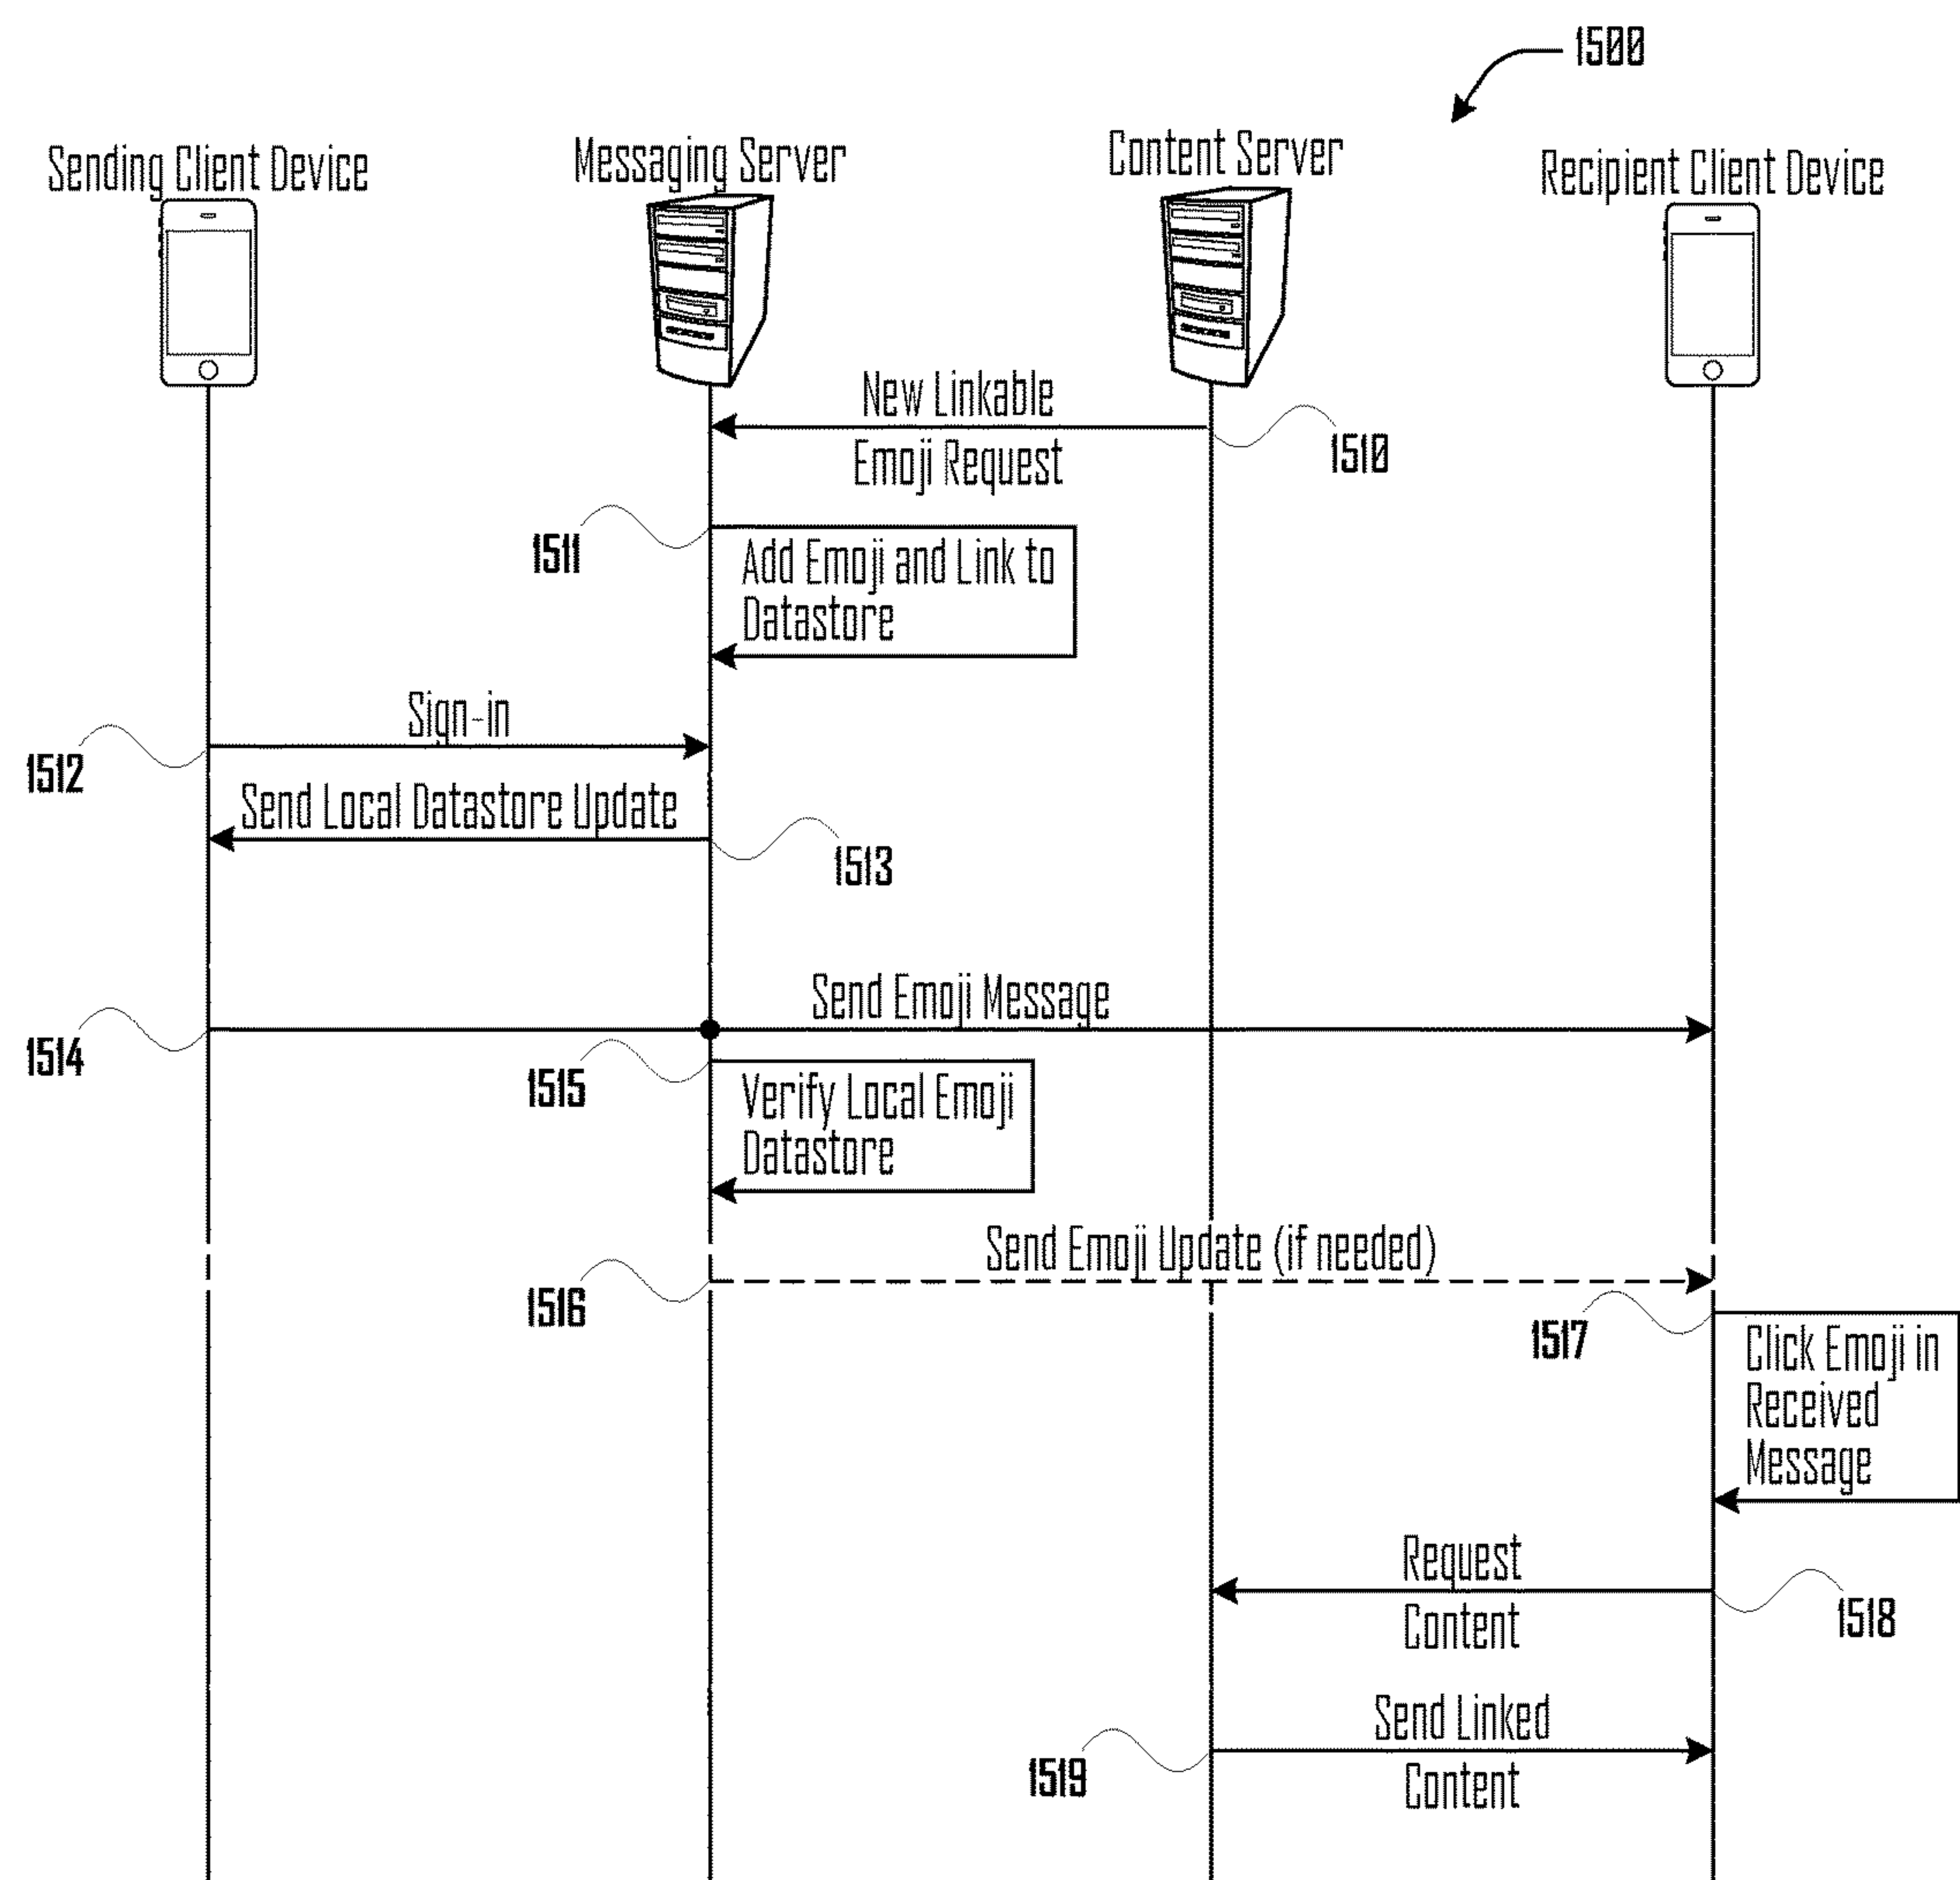 1500
Sending Client Device
Messaging Server
Content Server
Recipient Client Device
New Linkable
Emoji Request
1510
1511
Add Emoji and Link to
Datastore
Sign-in
1512
Send Local Datastore Update
1513
Send Emoji Message
1514
1515
Verify Local Emoji
Datastore
Send Emoji Update (if needed)
1516
1517
Click Emoji in
Received
Message
Request
Content
1518
Send Linked
Content
1519